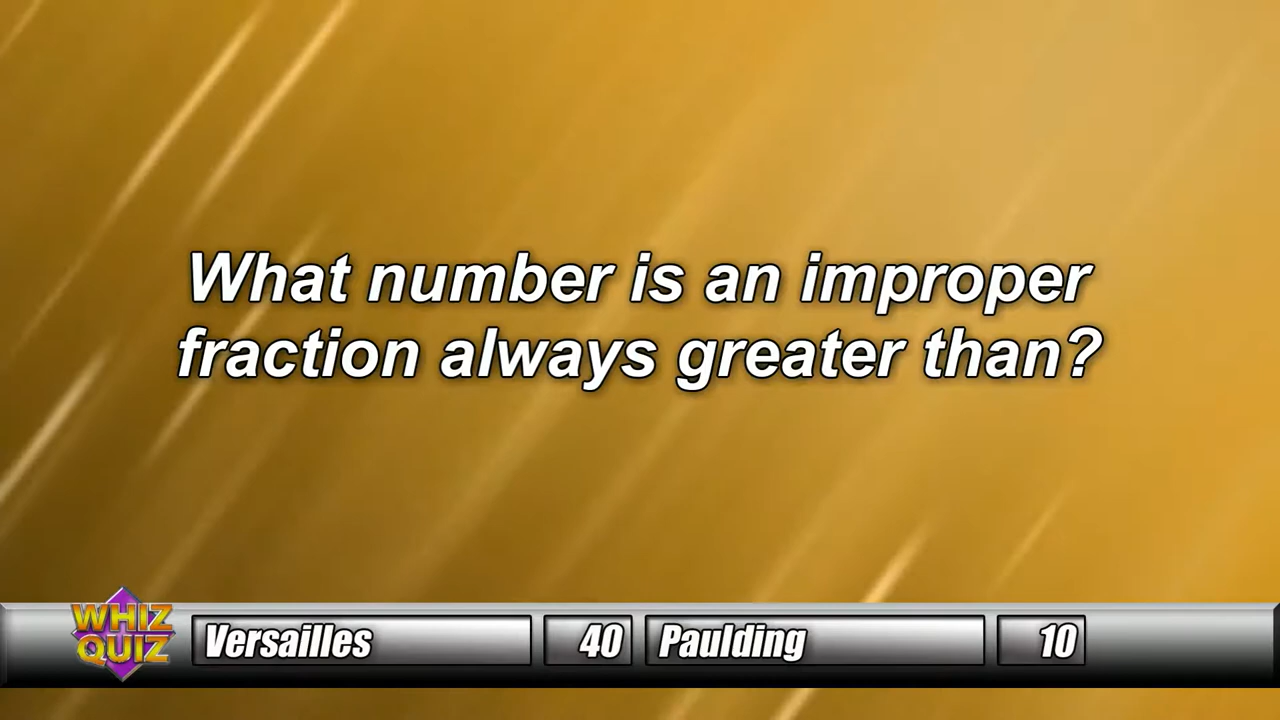 What number is an improper
fraction always greater than?
WHIZ
QUIZ
Versailles 40 Paulding 10